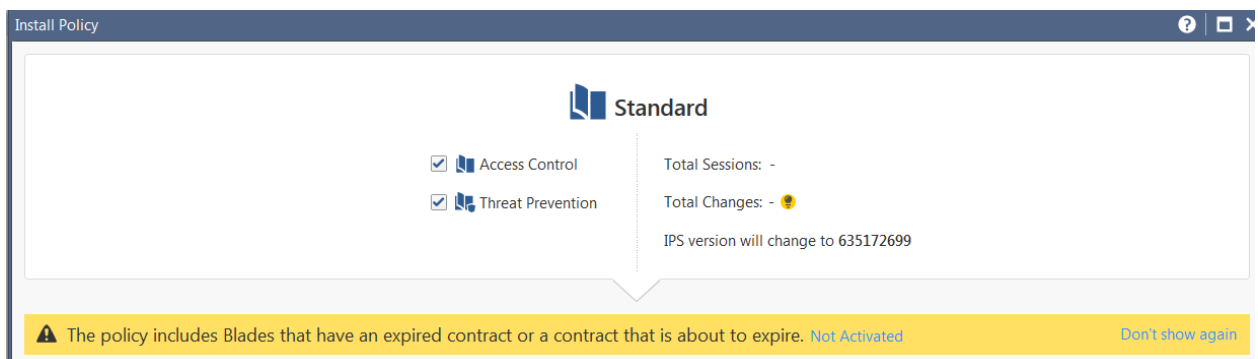 Install Policy
Standard
Access Control
Threat Prevention
Total Sessions: -
Total Changes: -
IPS version will change to 635172699
The policy includes Blades that have an expired contract or a contract that is about to expire. Not Activated
Don't show again